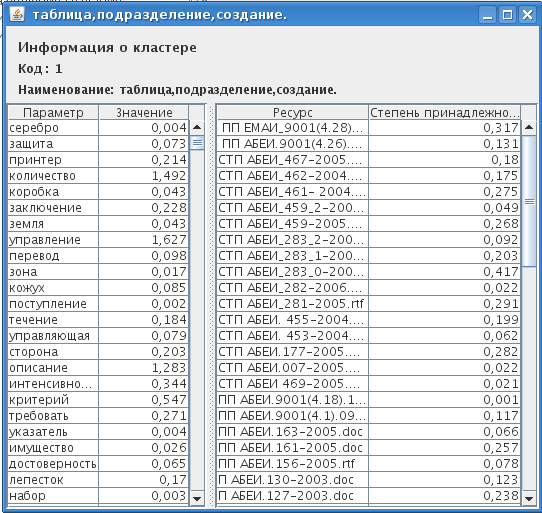 таблица,подразделение,создание.
Информация о кластере
Код: 1
Наименование: таблица,подразделение,создание.
Параметр Значение Ресурс Степень принадлежно...
серебро 0,004 ПП ЕМАИ_9001(4.28)... 0,317
защита 0,073 ПП АБЕИ.9001(4.26).... 0,131
принтер 0,214 СТП АБЕИ_467-2005.... 0,18
количество 1,492 СТП АБЕИ_462-2004.... 0,175
коробка 0,043 СТП АБЕИ_461- 2004.... 0,275
заключение 0,228 СТП АБЕИ_459_2-200... 0,049
земля 0,043 СТП АБЕИ_459-2005.... 0,268
управление 1,627 СТП АБЕИ_283_2-200... 0,092
перевод 0,098 СТП АБЕИ_283_1-200... 0,203
зона 0,017 СТП АБЕИ_283_0-200... 0,417
кожух 0,085 СТП АБЕИ_282-2006.... 0,022
поступление 0,002 СТП АБЕИ_281-2005.rtf 0,291
течение 0,184 СТП АБЕИ. 455-2004.... 0,199
управляющая 0,079 СТП АБЕИ. 453-2004.... 0,062
сторона 0,203 СТП АБЕИ.177-2005.... 0,282
описание 1,283 СТП АБЕИ.007-2005.... 0,022
интенсивно... 0,344 СТП АБЕИ 469-2005.... 0,021
критерий 0,547 ПП АБЕИ.9001(4.18).1... 0,001
требовать 0,271 ПП АБЕИ.9001(4.1).09... 0,117
указатель 0,004 ПП АБЕИ.163-2005.doc 0,066
имущество 0,026 ПП АБЕИ.161-2005.doc 0,257
достоверность 0,065 ПП АБЕИ.156-2005.rtf 0,078
лепесток 0,17 П АБЕИ.130-2003.doc 0,123
набор 0,003 П АБЕИ.127-2003.doc 0,238